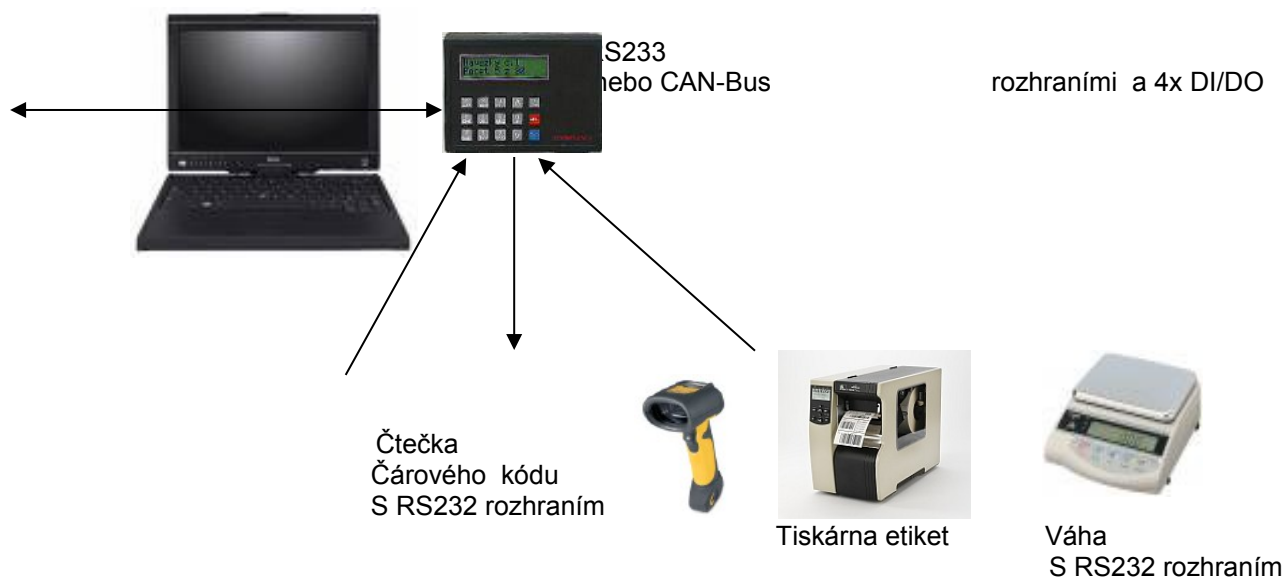 S233
nebo CAN-Bus rozhraními a 4x DI/DO
Čtečka
Čárového kódu
S RS232 rozhraním
Tiskárna etiket
Váha
S RS232 rozhraním